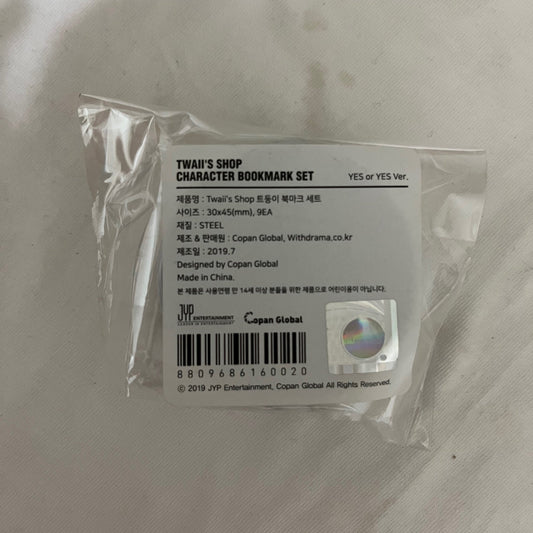 TWAII'S SHOP
CHARACTER BOOKMARK SET
YES or YES Ver.
제품명 : Twaii's Shop 트둥이 북마크 세트
사이즈 : 30x45(mm), 9EA
재질 : STEEL
제조 & 판매원 : Copan Global, Withdrama.co.kr
제조일 : 2019.7
Designed by Copan Global
Made in China.
본 제품은 사용연령 만 14세 이상 분들을 위한 제품으로 어린이용이 아닙니다.
JYP ENTERTAINMENT
LEADER IN ENTERTAINMENT
Copan Global
8809686160020
ⓒ 2019 JYP Entertainment, Copan Global All Rights Reserved.